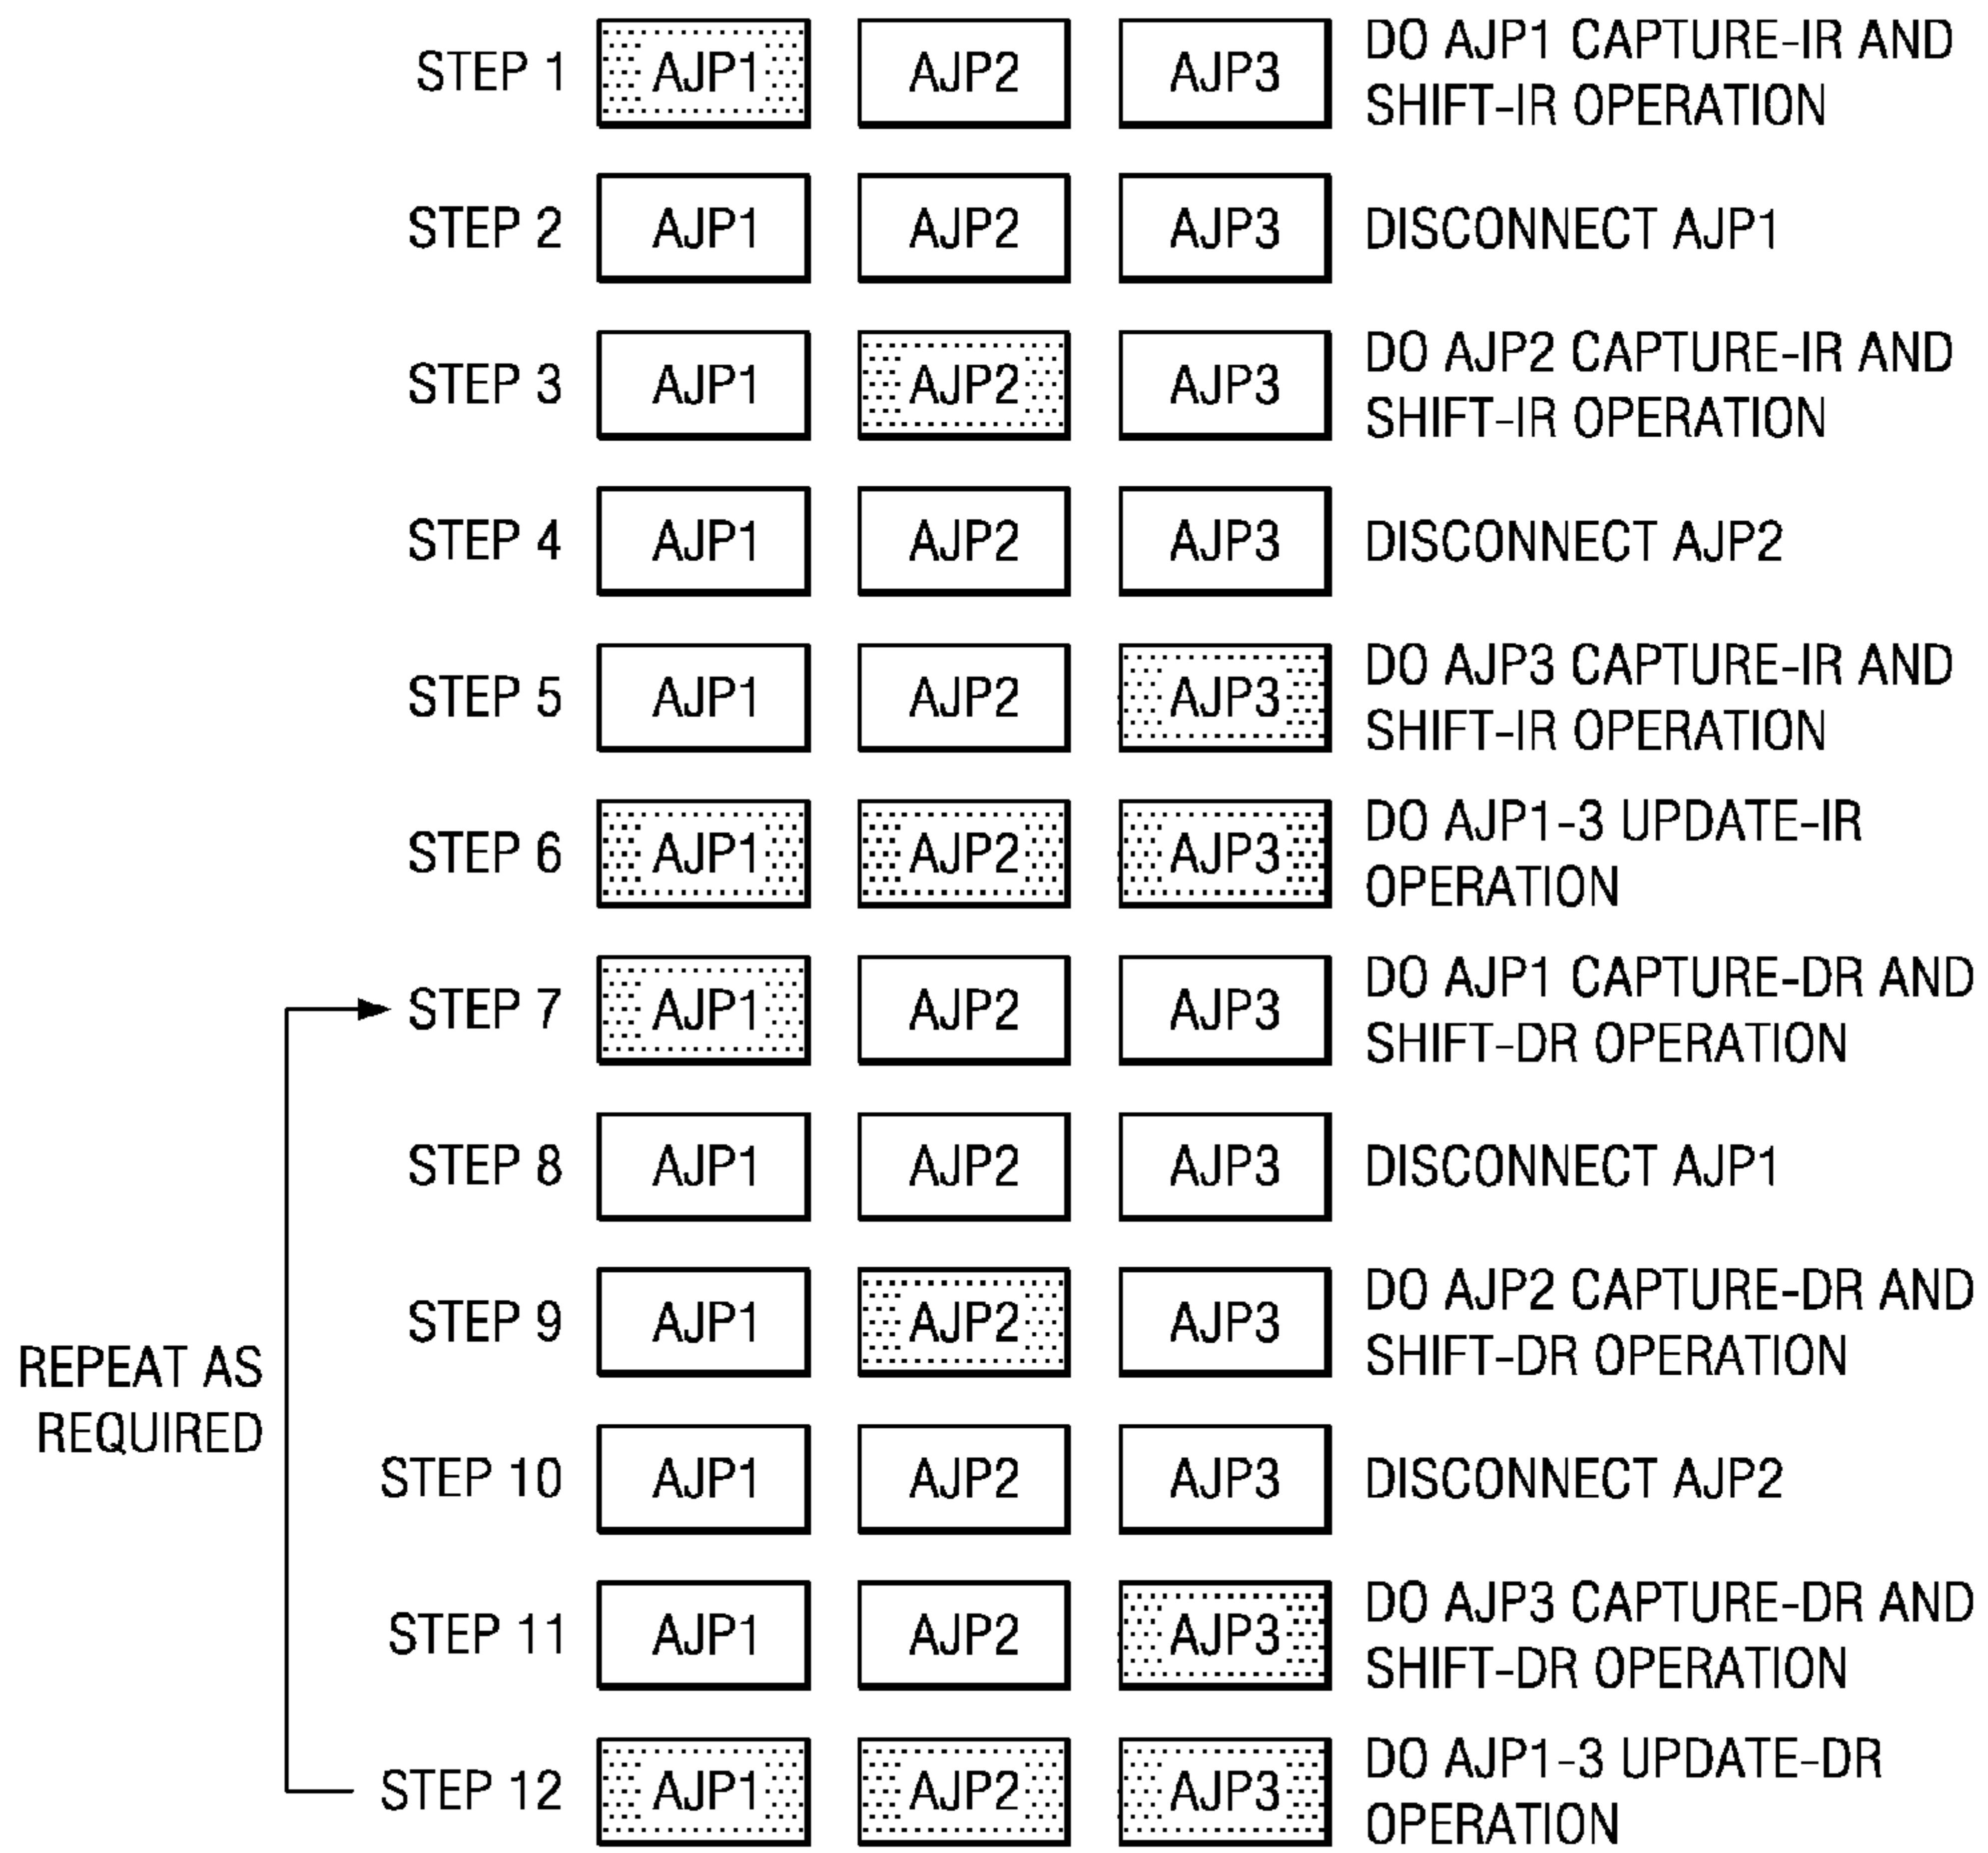 STEP 1 AJP1 AJP2 AJP3 DO AJP1 CAPTURE-IR AND
SHIFT-IR OPERATION
STEP 2 AJP1 AJP2 AJP3 DISCONNECT AJP1
STEP 3 AJP1 AJP2 AJP3 DO AJP2 CAPTURE-IR AND
SHIFT-IR OPERATION
STEP 4 AJP1 AJP2 AJP3 DISCONNECT AJP2
STEP 5 AJP1 AJP2 AJP3 DO AJP3 CAPTURE-IR AND
SHIFT-IR OPERATION
STEP 6 AJP1 AJP2 AJP3 DO AJP1-3 UPDATE-IR
OPERATION
STEP 7 AJP1 AJP2 AJP3 DO AJP1 CAPTURE-DR AND
SHIFT-DR OPERATION
STEP 8 AJP1 AJP2 AJP3 DISCONNECT AJP1
STEP 9 AJP1 AJP2 AJP3 DO AJP2 CAPTURE-DR AND
SHIFT-DR OPERATION
REPEAT AS
REQUIRED
STEP 10 AJP1 AJP2 AJP3 DISCONNECT AJP2
STEP 11 AJP1 AJP2 AJP3 DO AJP3 CAPTURE-DR AND
SHIFT-DR OPERATION
STEP 12 AJP1 AJP2 AJP3 DO AJP1-3 UPDATE-DR
OPERATION